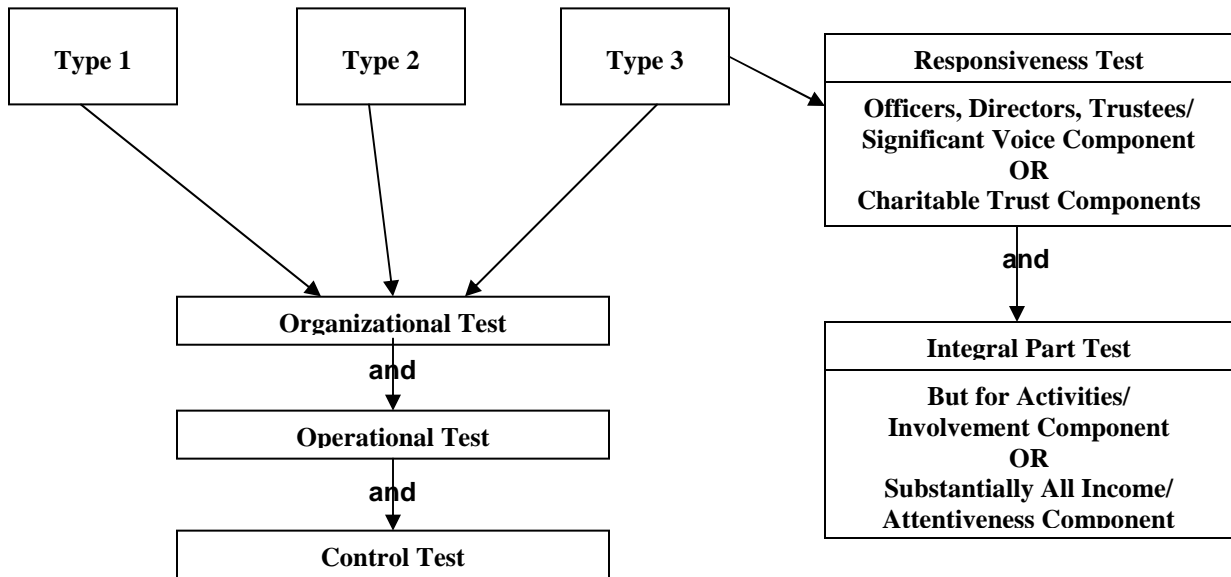 Type 1
Type 2
Type 3
Responsiveness Test
Officers, Directors, Trustees/
Significant Voice Component
OR
Charitable Trust Components
and
Organizational Test
and
Operational Test
and
Control Test
Integral Part Test
But for Activities/
Involvement Component
OR
Substantially All Income/
Attentiveness Component